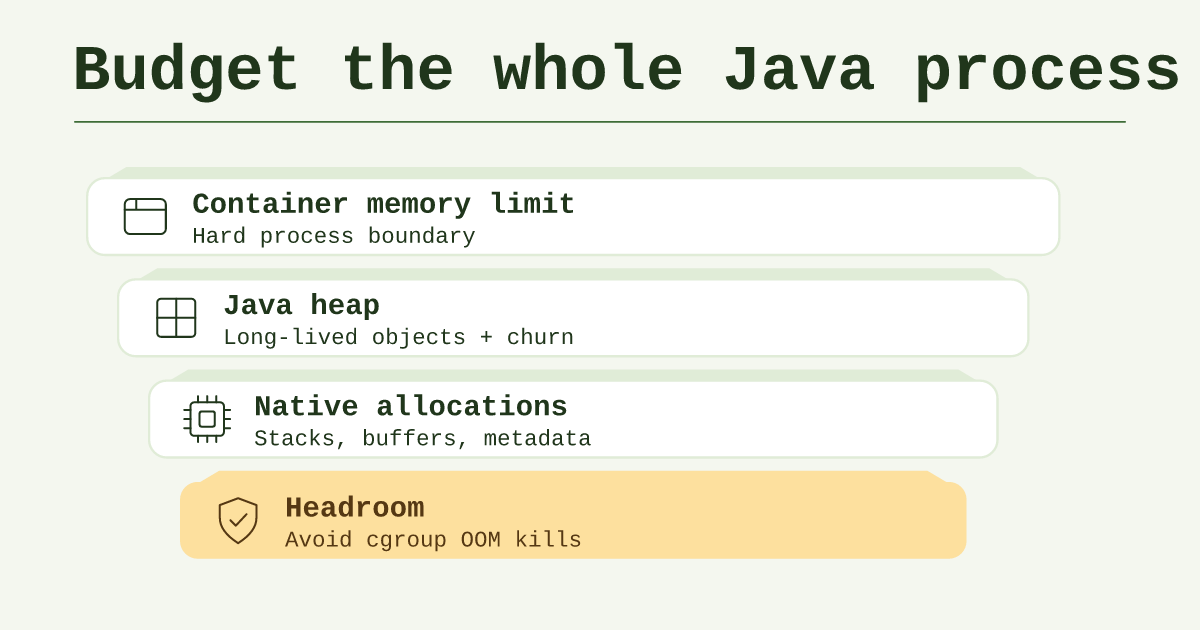 Budget the whole Java process
Container memory limit
Hard process boundary
Java heap
Long-lived objects + churn
Native allocations
Stacks, buffers, metadata
Headroom
Avoid cgroup OOM kills